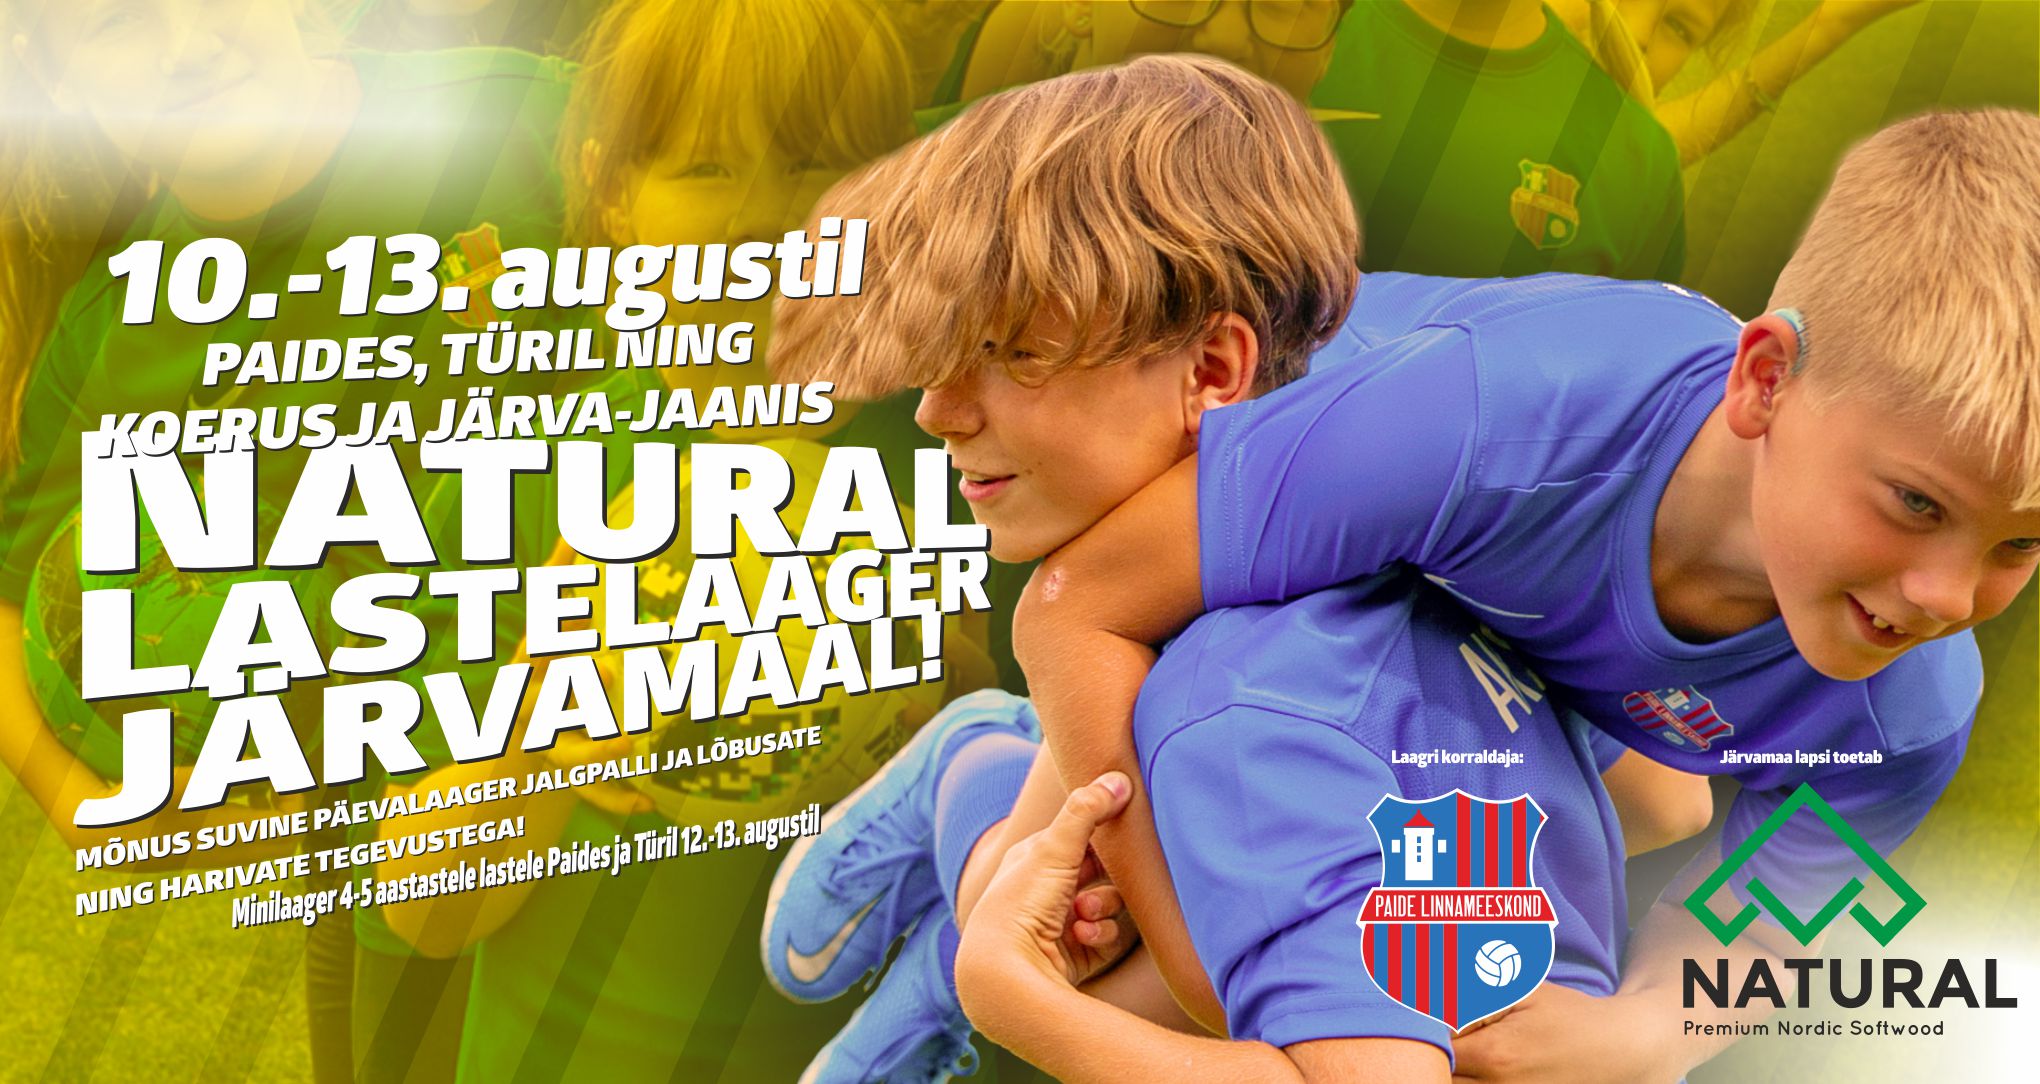 10.-13. augustil
PAIDES, TÜRIL NING
KOERUS JA JÄRVA-JAANIS
NATURAL
LASTELAAGER
JÄRVAMAAL!
MÕNUS SUVINE PÄEVALAAGER JALGPALLI JA LÕBUSATE
NING HARIVATE TEGEVUSTEGA!
Minilaager 4-5 aastastele lastele Paides ja Türil 12.-13. augustil
Laagri korraldaja:
PAIDE LINNAMEESKOND
Järvamaa lapsi toetab
NATURAL
Premium Nordic Softwood
PAIDE LINNAMEESKOND